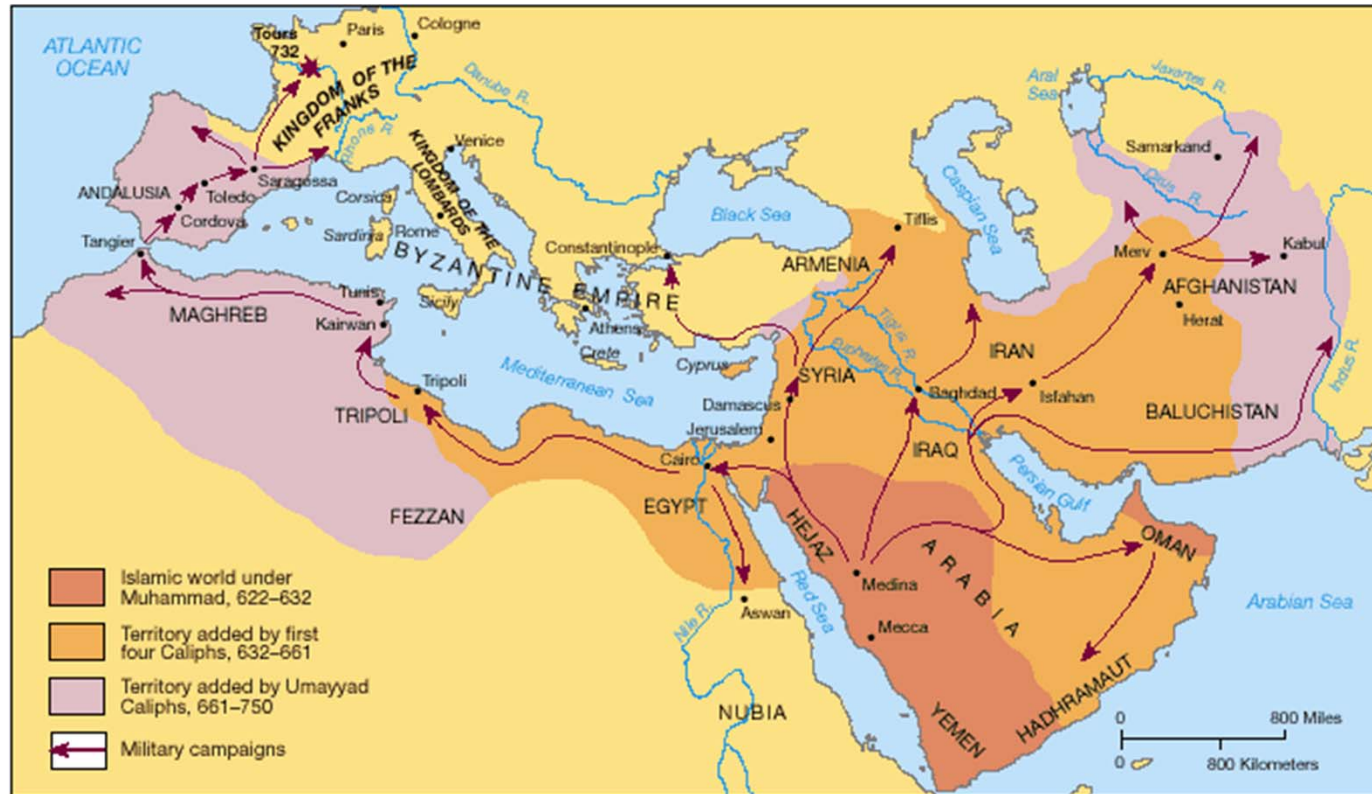 ATLANTIC
OCEAN
Tours
732
Paris
Cologne
KINGDOM OF THE
FRANKS
Danube R.
Rhone R.
KINGDOM OF THE
LOMBARDS
Venice
Aral
Sea
Jaxartes R.
Samarkand
Oxus R.
Caspian Sea
Black Sea
Tiflis
ANDALUSIA
Toledo
Saragossa
Cordova
Corsica
Sardinia
Rome
Constantinople
ARMENIA
Merv
Kabul
AFGHANISTAN
Herat
Tangier
BYZANTINE EMPIRE
Tunis
Sicily
MAGHREB
Kairwan
Athens
Crete
Cyprus
Tigris R.
Euphrates R.
SYRIA
IRAN
Indus R.
Mediterranean Sea
Tripoli
TRIPOLI
Damascus
Jerusalem
Baghdad
Isfahan
BALUCHISTAN
IRAQ
Cairo
EGYPT
Persian Gulf
FEZZAN
HEJAZ
ARABIA
OMAN
Medina
Red Sea
Aswan
Mecca
Arabian Sea
Nile R.
NUBIA
YEMEN
HADHRAMAUT
Islamic world under
Muhammad, 622–632
Territory added by first
four Caliphs, 632–661
Territory added by Umayyad
Caliphs, 661–750
Military campaigns
0 800 Miles
0 800 Kilometers